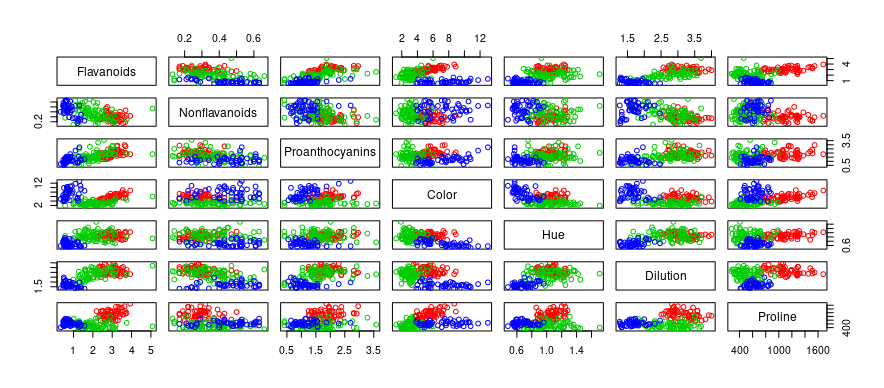 0.2 0.4 0.6
2 4 6 8 12
1.5 2.5 3.5
Flavanoids
1 4
0.2
Nonflavanoids
Proanthocyanins
0.5 3.5
2 12
Color
Hue
0.6
1.5
Dilution
Proline
400
1 2 3 4 5
0.5 1.5 2.5 3.5
0.6 1.0 1.4
400 1000 1600